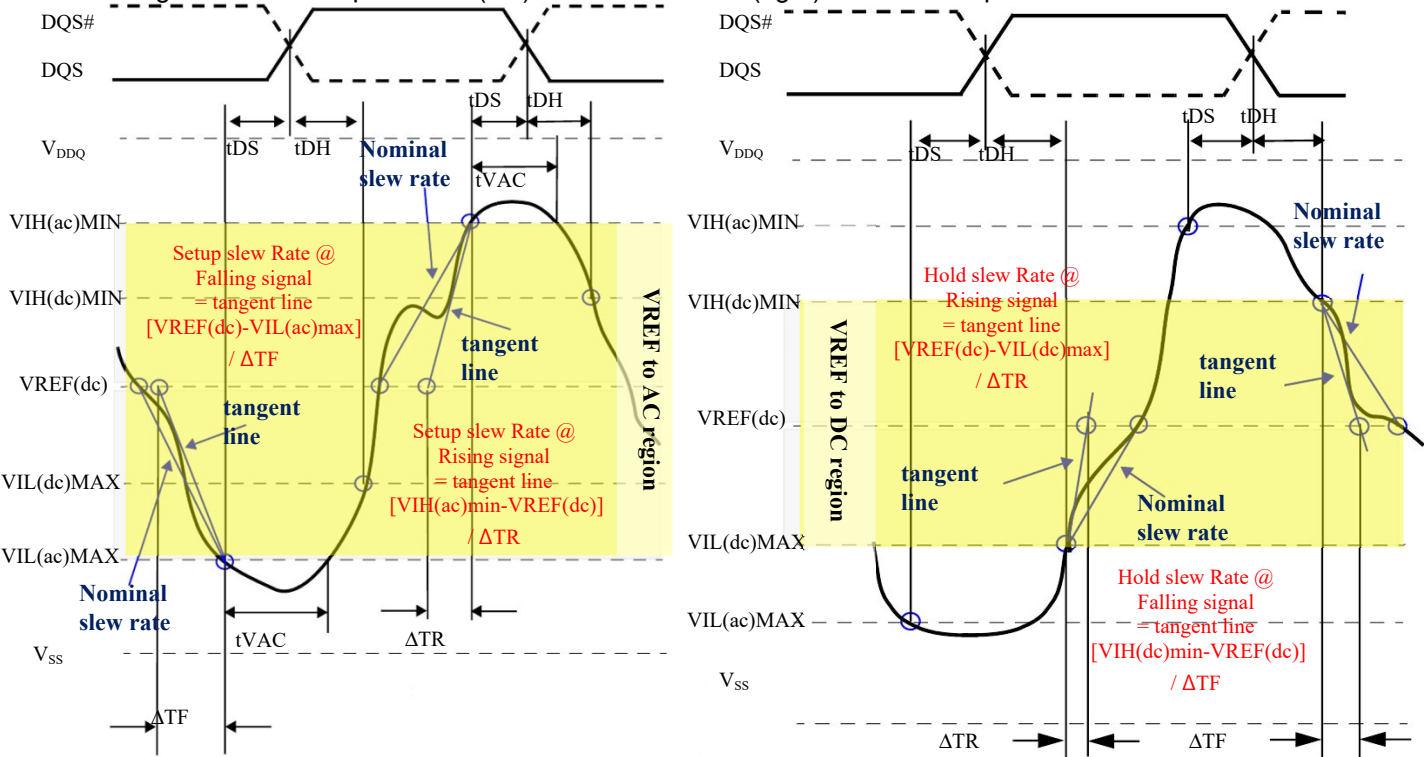 DQS#
DQS
tDS
tDH
tDS
tDH
VDDQ
Nominal
slew rate
tVAC
VIH(ac)MIN
Setup slew Rate @
Falling signal
= tangent line
[VREF(dc)-VIL(ac)max]
/ ΔTF
VIH(dc)MIN
VREF to AC region
tangent
line
VREF(dc)
tangent
line
Setup slew Rate @
Rising signal
= tangent line
[VIH(ac)min-VREF(dc)]
/ ΔTR
VIL(dc)MAX
VIL(ac)MAX
Nominal
slew rate
tVAC
ΔTR
VSS
ΔTF
DQS#
DQS
tDS
tDH
tDS
tDH
VDDQ
VIH(ac)MIN
Nominal
slew rate
Hold slew Rate @
Rising signal
= tangent line
[VREF(dc)-VIL(dc)max]
/ ΔTR
VIH(dc)MIN
VREF to DC region
tangent
line
VREF(dc)
tangent
line
Nominal
slew rate
VIL(dc)MAX
Hold slew Rate @
Falling signal
= tangent line
[VIH(dc)min-VREF(dc)]
/ ΔTF
VIL(ac)MAX
VSS
ΔTR
ΔTF